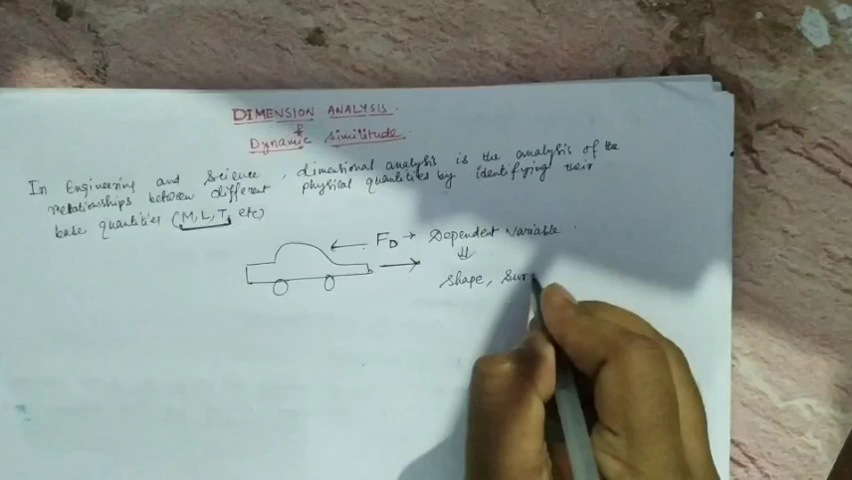 DIMENSION ANALYSIS.
&
Dynamic similitude.
In Engineering and Science, dimensional analysis is the analysis of the
relationships between different physical quantities by identifying their
base quantities (M, L, T, etc)
FD → Dependent variable.
⇓
shape, Sur